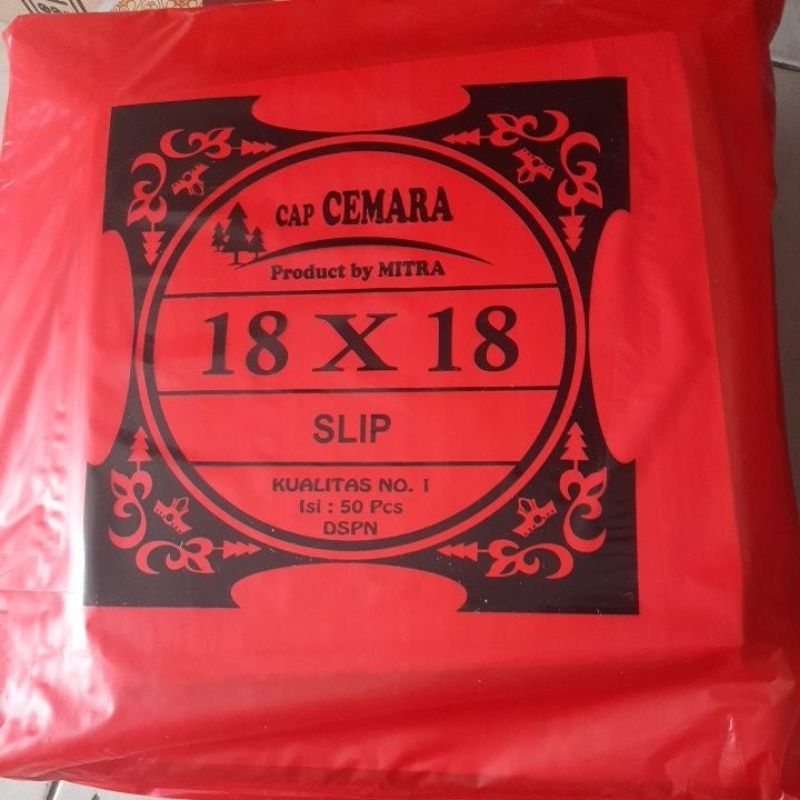 CAP CEMARA
Product by MITRA
18 X 18
SLIP
KUALITAS NO. 1
Isi : 50 Pcs
DSPN